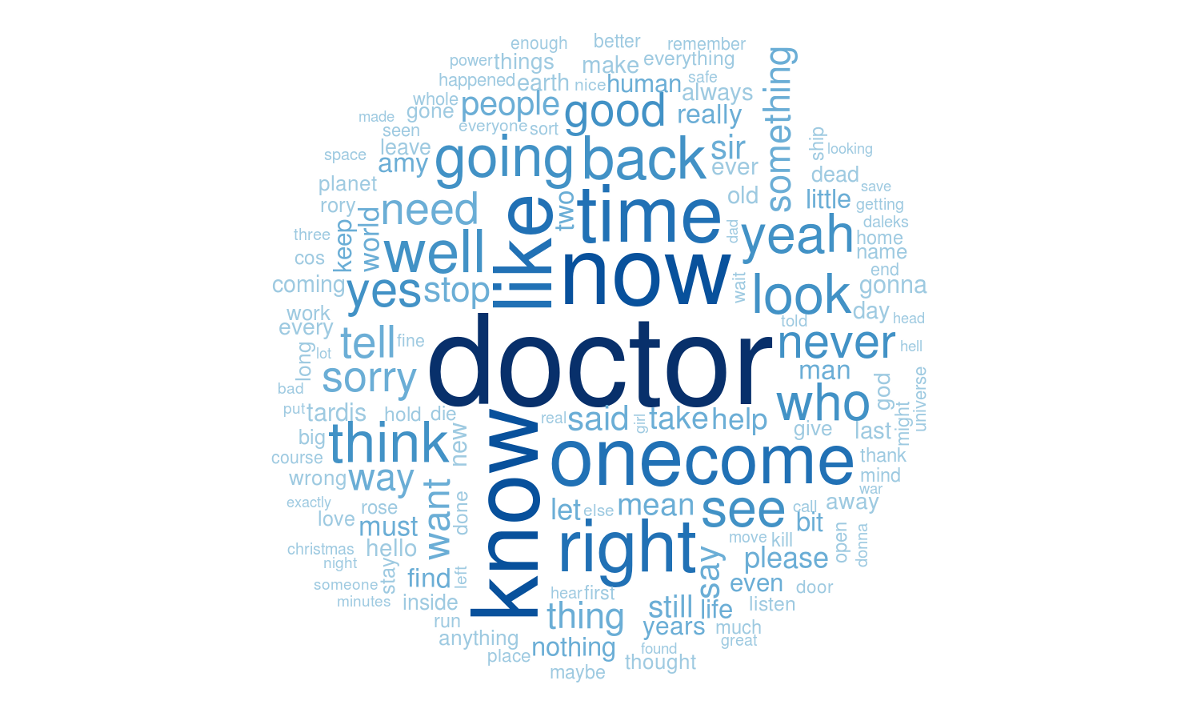 enough better remember
power things make everything
happened earth nice human safe
whole people good always
made gone really something
seen everyone sort
space leave going back sir ship looking
amy ever dead
planet need like two time old little save
rory keep world well now dad yeah getting
three daleks
cos home
coming yes stop wait look name
end
gonna
work told day head
every tell fine doctor never hell
long lot
bad sorry man god universe
put tardis hold die know real said girl take help who might
big think new one come give last
course thank
wrong way want done mind
war
exactly rose let else mean see call away
love must bit
christmas hello right move kill open donna
night stay say please
someone find left even door
minutes inside hear first still life listen
run thing years much
anything nothing found great
place thought
maybe